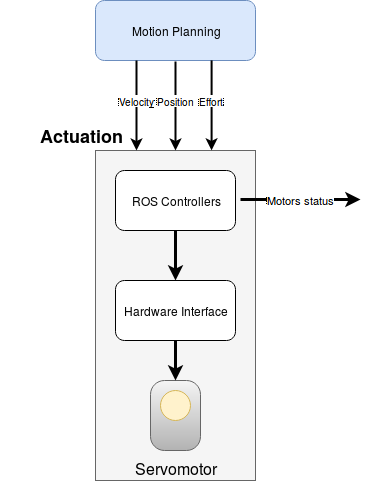 Motion Planning
Velocity Position Effort
Actuation
ROS Controllers
Motors status
Hardware Interface
Servomotor